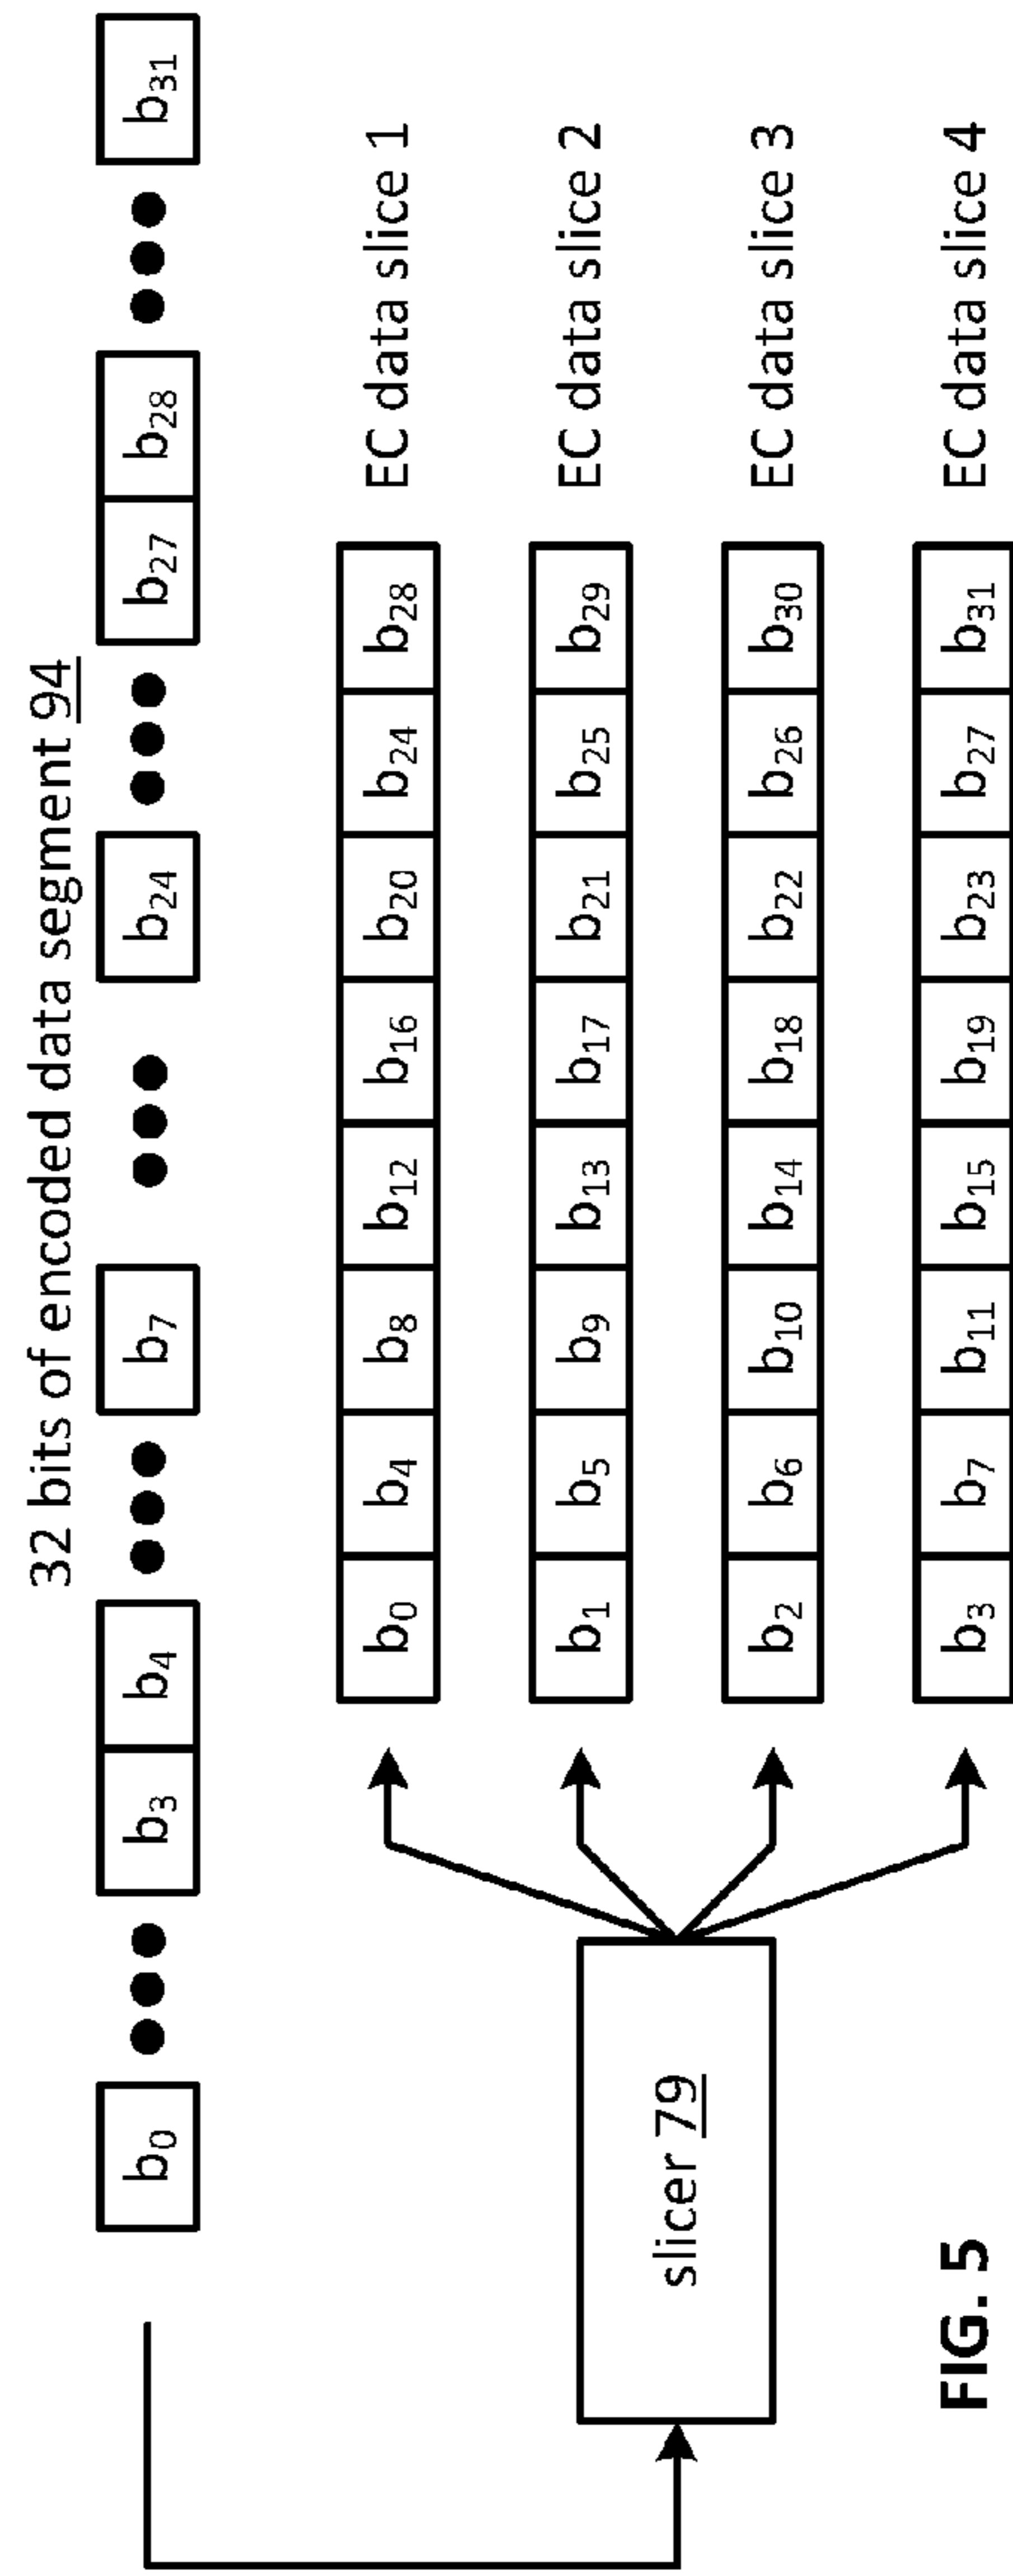 32 bits of encoded data segment 94
b0 ●●● b3 b4 ●●● b7 ●●● b24 ●●● b27 b28 ●●● b31
b0 b4 b8 b12 b16 b20 b24 b28 EC data slice 1
b1 b5 b9 b13 b17 b21 b25 b29 EC data slice 2
slicer 79
b2 b6 b10 b14 b18 b22 b26 b30 EC data slice 3
b3 b7 b11 b15 b19 b23 b27 b31 EC data slice 4
FIG. 5